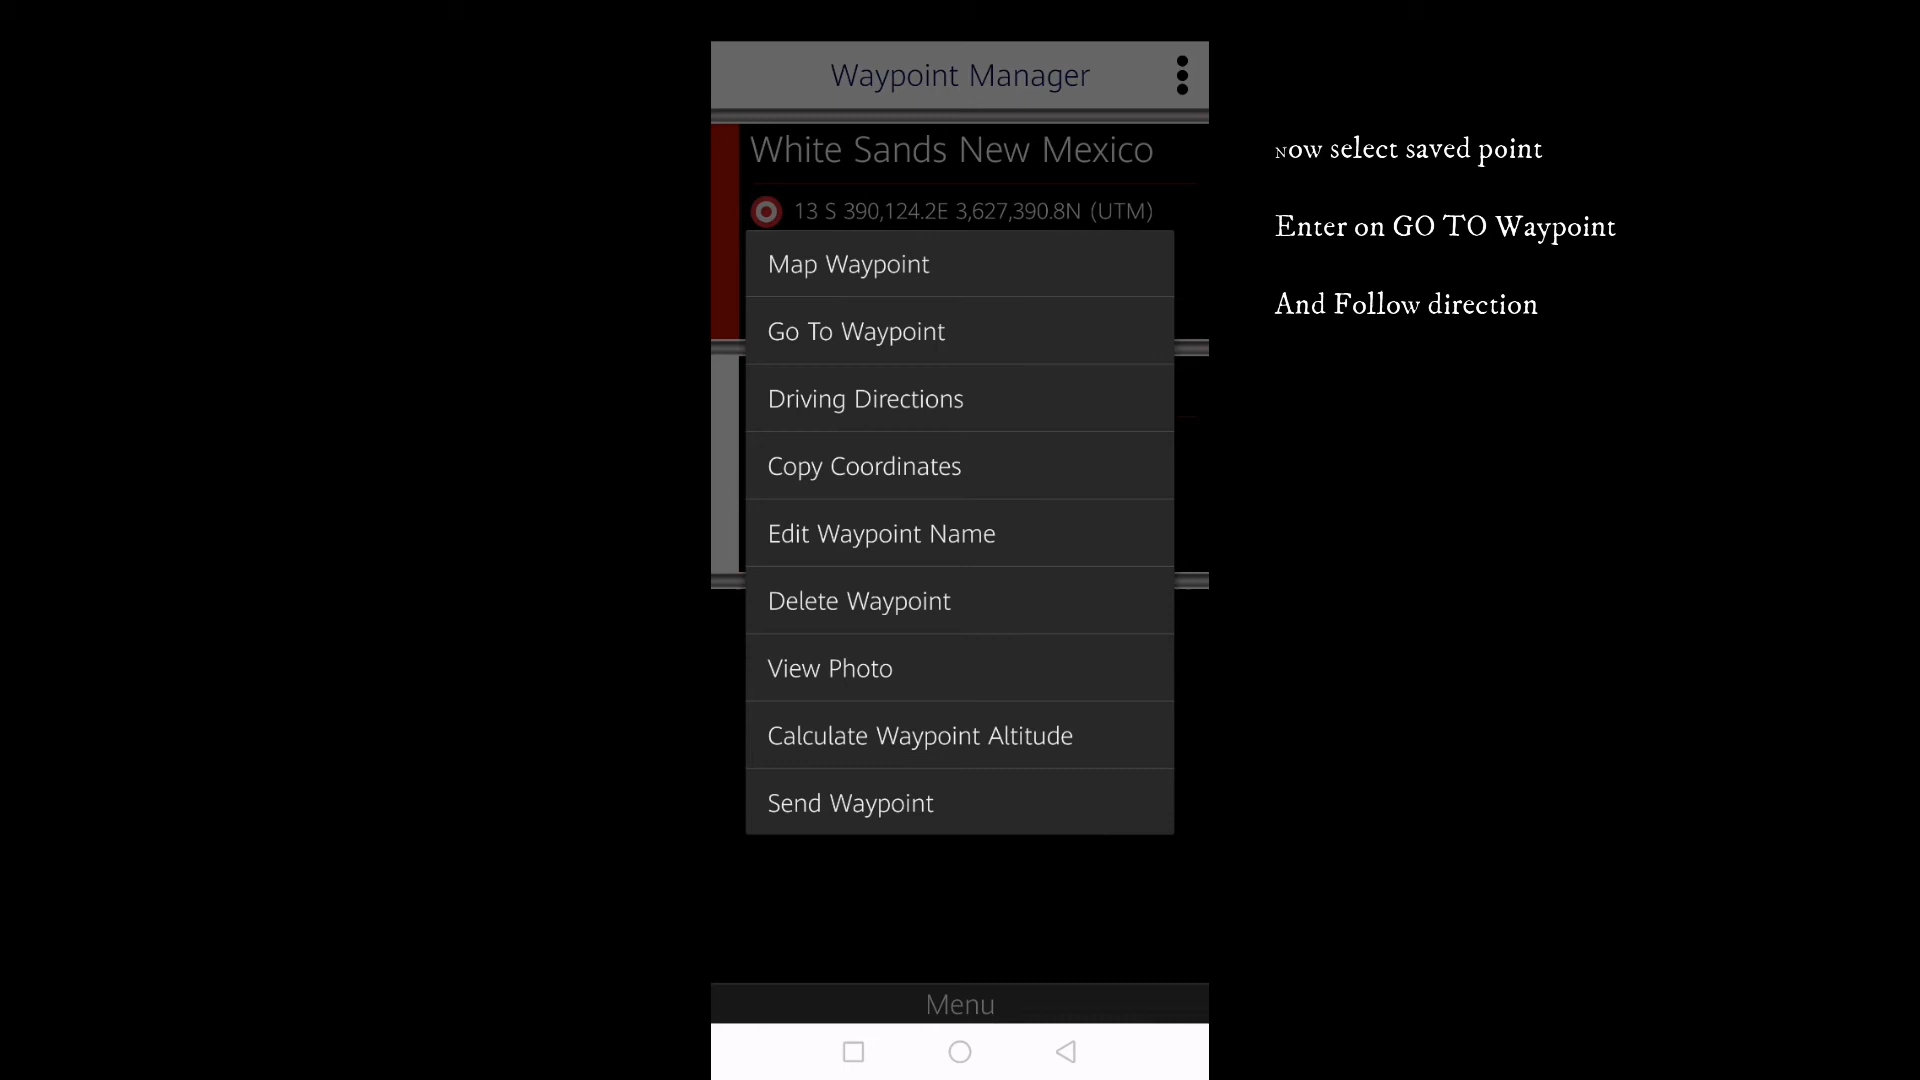 Waypoint Manager
White Sands New Mexico
13 S 390,124.2E 3,627,390.8N (UTM)
Map Waypoint
Go To Waypoint
Driving Directions
Copy Coordinates
Edit Waypoint Name
Delete Waypoint
View Photo
Calculate Waypoint Altitude
Send Waypoint
Menu
Now select saved point
Enter on GO TO Waypoint
And Follow direction